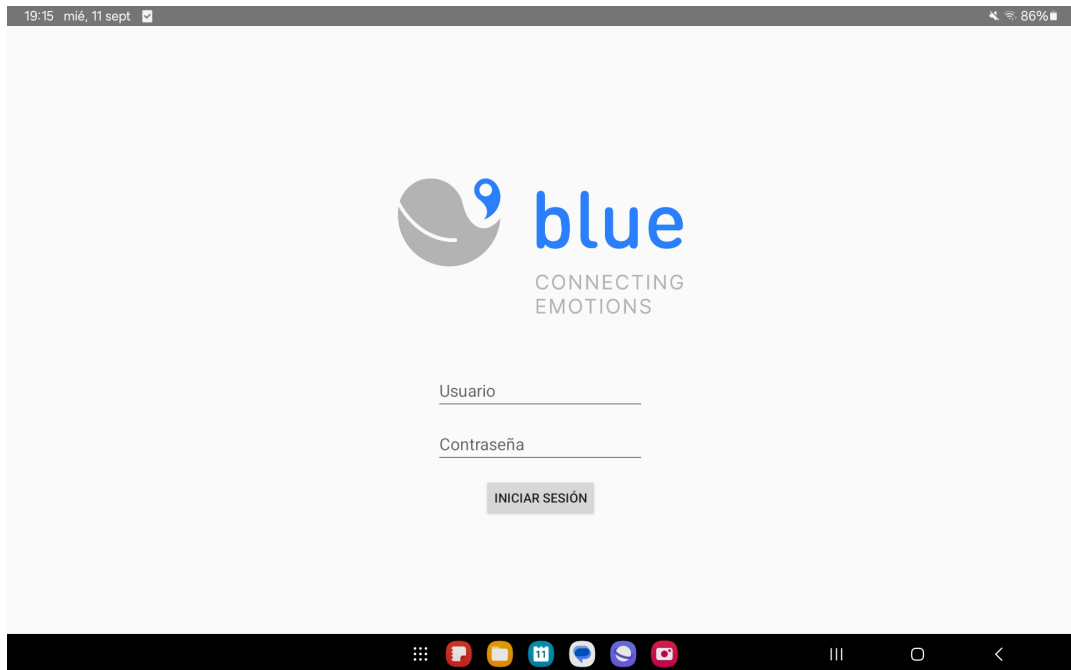 19:15 mié, 11 sept 86%
blue
CONNECTING
EMOTIONS
Usuario
Contraseña
INICIAR SESIÓN
11